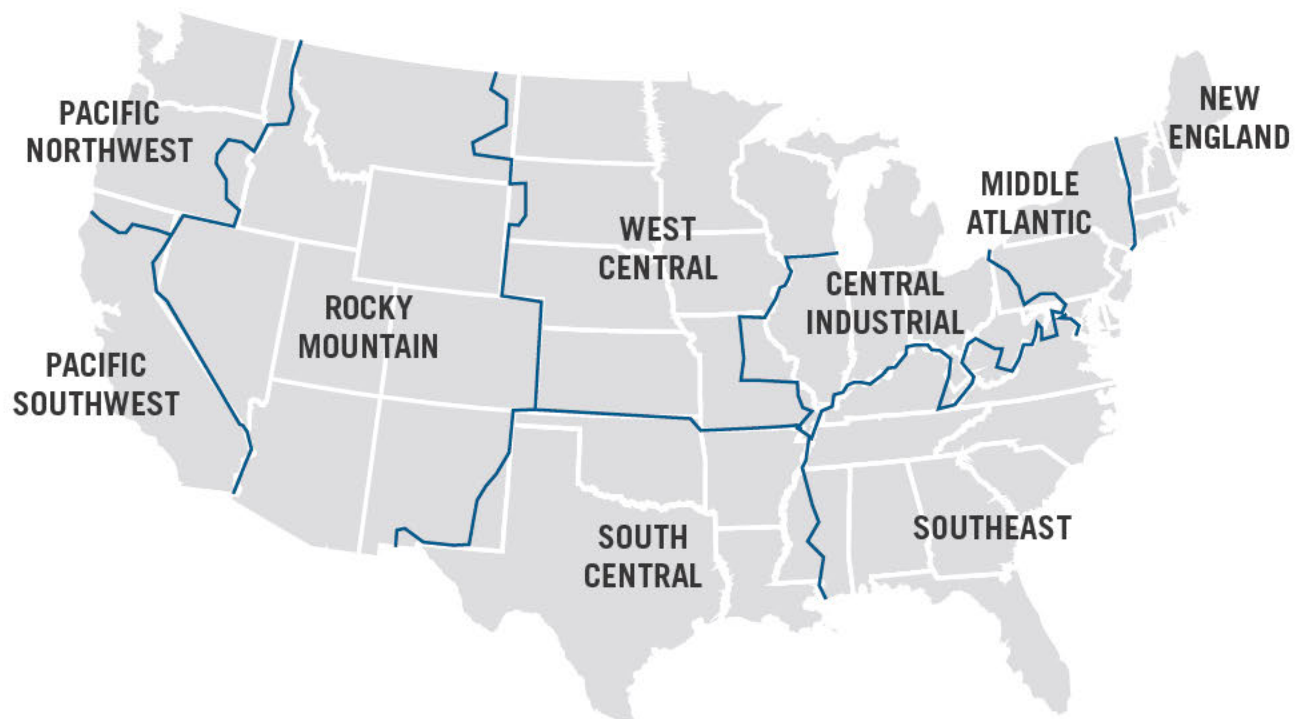 PACIFIC
NORTHWEST
NEW
ENGLAND
MIDDLE
ATLANTIC
WEST
CENTRAL
CENTRAL
INDUSTRIAL
ROCKY
MOUNTAIN
PACIFIC
SOUTHWEST
SOUTH
CENTRAL
SOUTHEAST